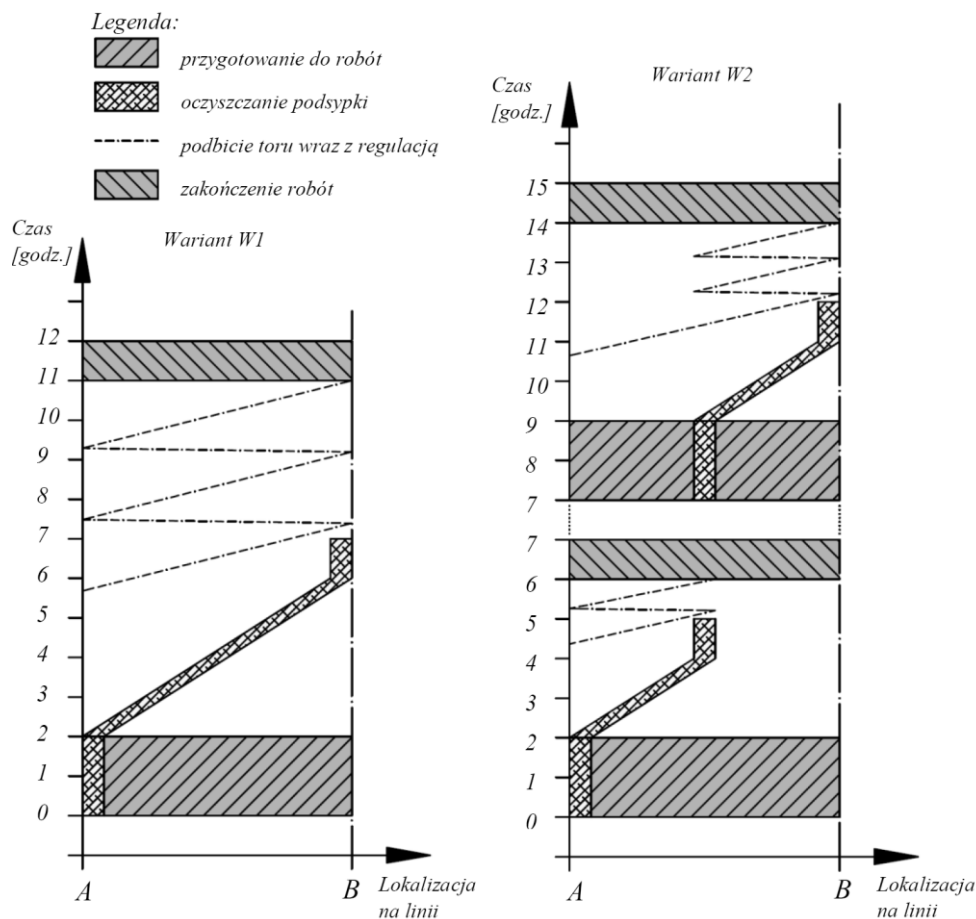 Legenda:
przygotowanie do robót
oczyszczanie podsypki
podbicie toru wraz z regulacją
zakończenie robót
Czas
[godz.]
Wariant W1
12
11
10
9
8
7
6
5
4
3
2
1
0
A
B
Lokalizacja
na linii
Czas
[godz.]
Wariant W2
15
14
13
12
11
10
9
8
7
7
6
5
4
3
2
1
0
A
B
Lokalizacja
na linii